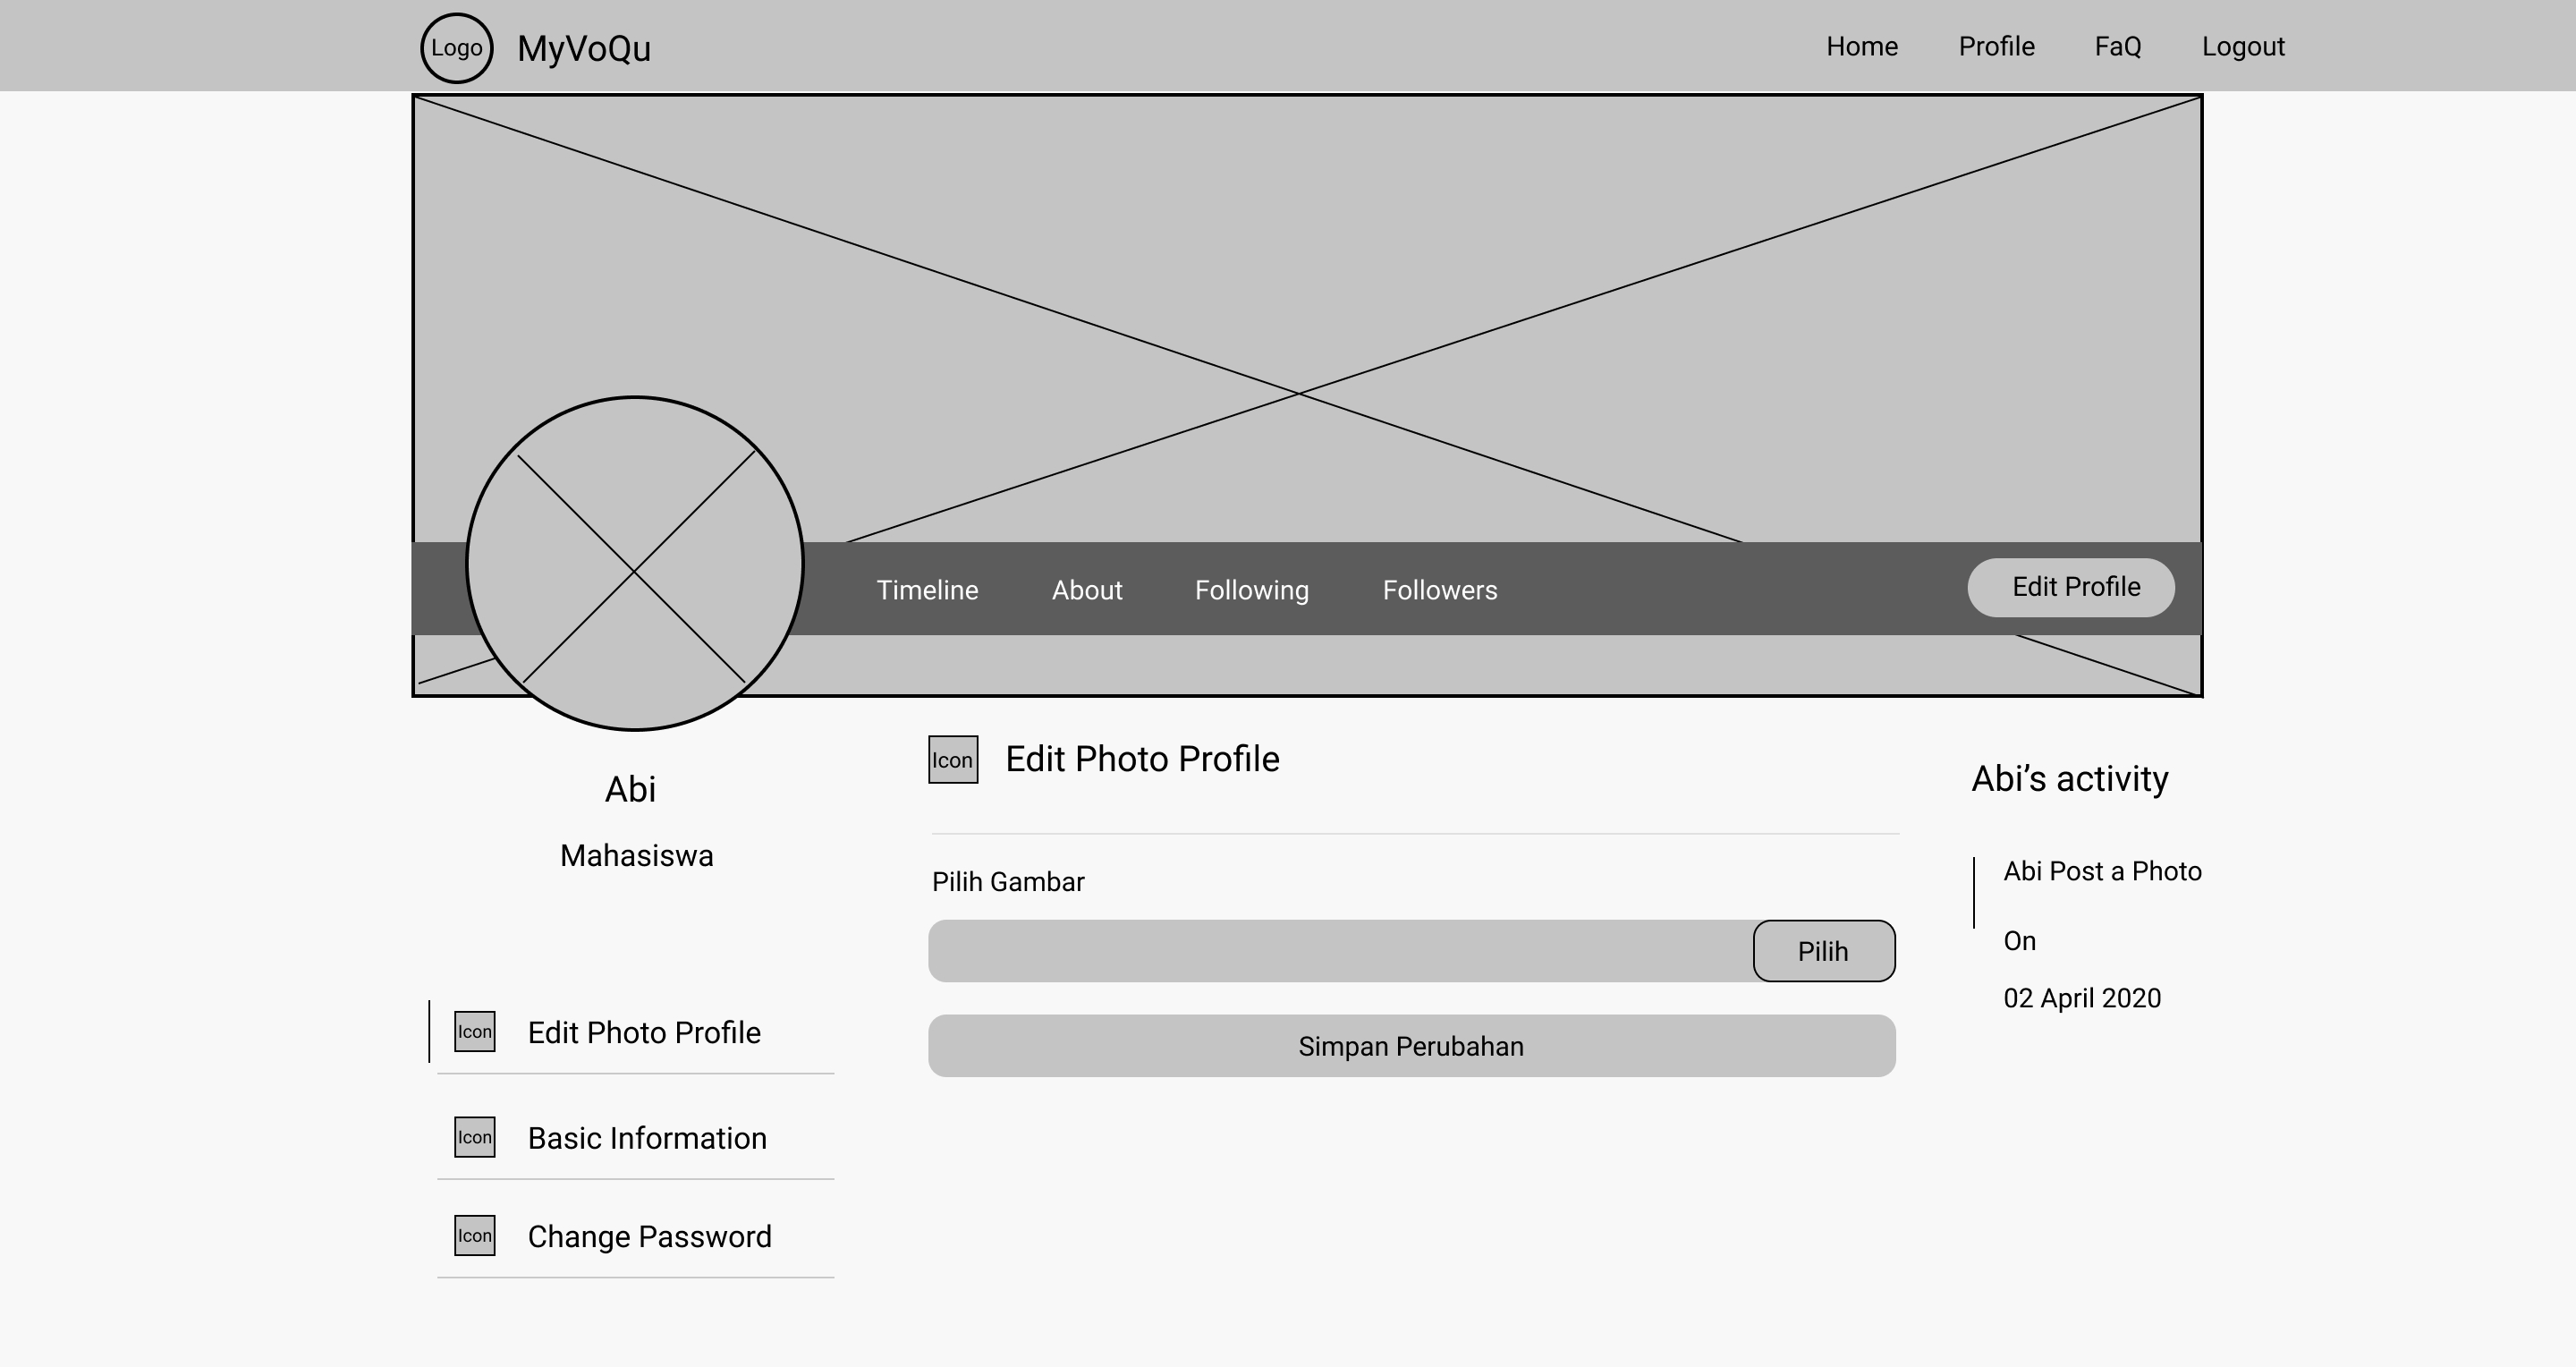 Logo
MyVoQu
Home
Profile
FaQ
Logout
Timeline
About
Following
Followers
Edit Profile
Abi
Mahasiswa
Icon
Edit Photo Profile
Icon
Basic Information
Icon
Change Password
Icon
Edit Photo Profile
Pilih Gambar
Pilih
Simpan Perubahan
Abi’s activity
Abi Post a Photo
On
02 April 2020